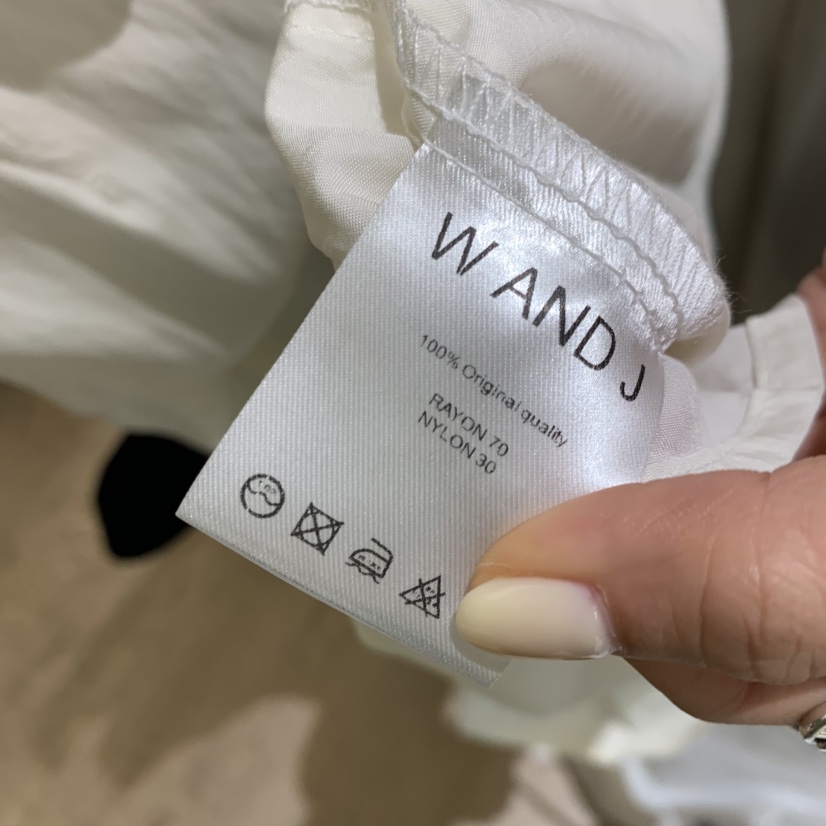 W AND J
100% Original quality
RAYON 70
NYLON 30